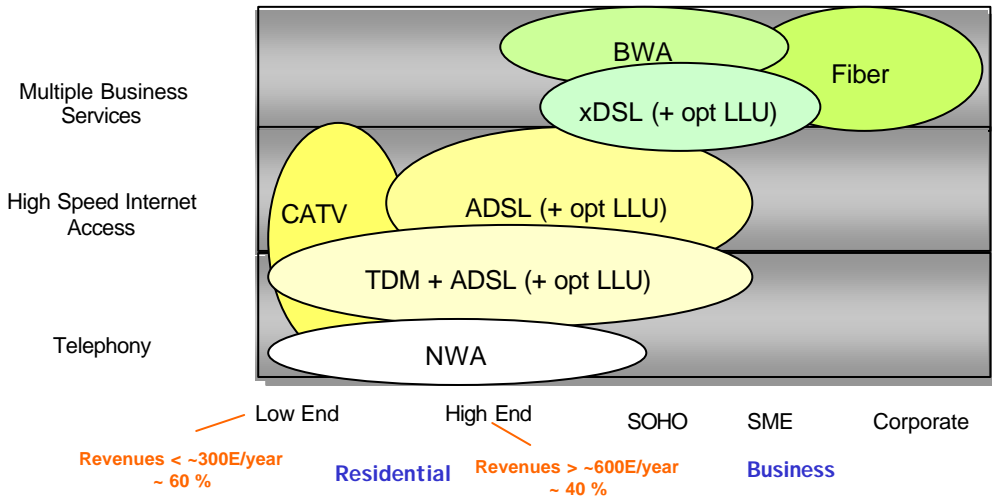 BWA
Fiber
Multiple Business
Services
xDSL (+ opt LLU)
High Speed Internet
Access
CATV
ADSL (+ opt LLU)
TDM + ADSL (+ opt LLU)
Telephony
NWA
Low End
High End
SOHO
SME
Corporate
Revenues < ~300E/year
~ 60 %
Residential
Revenues > ~600E/year
~ 40 %
Business